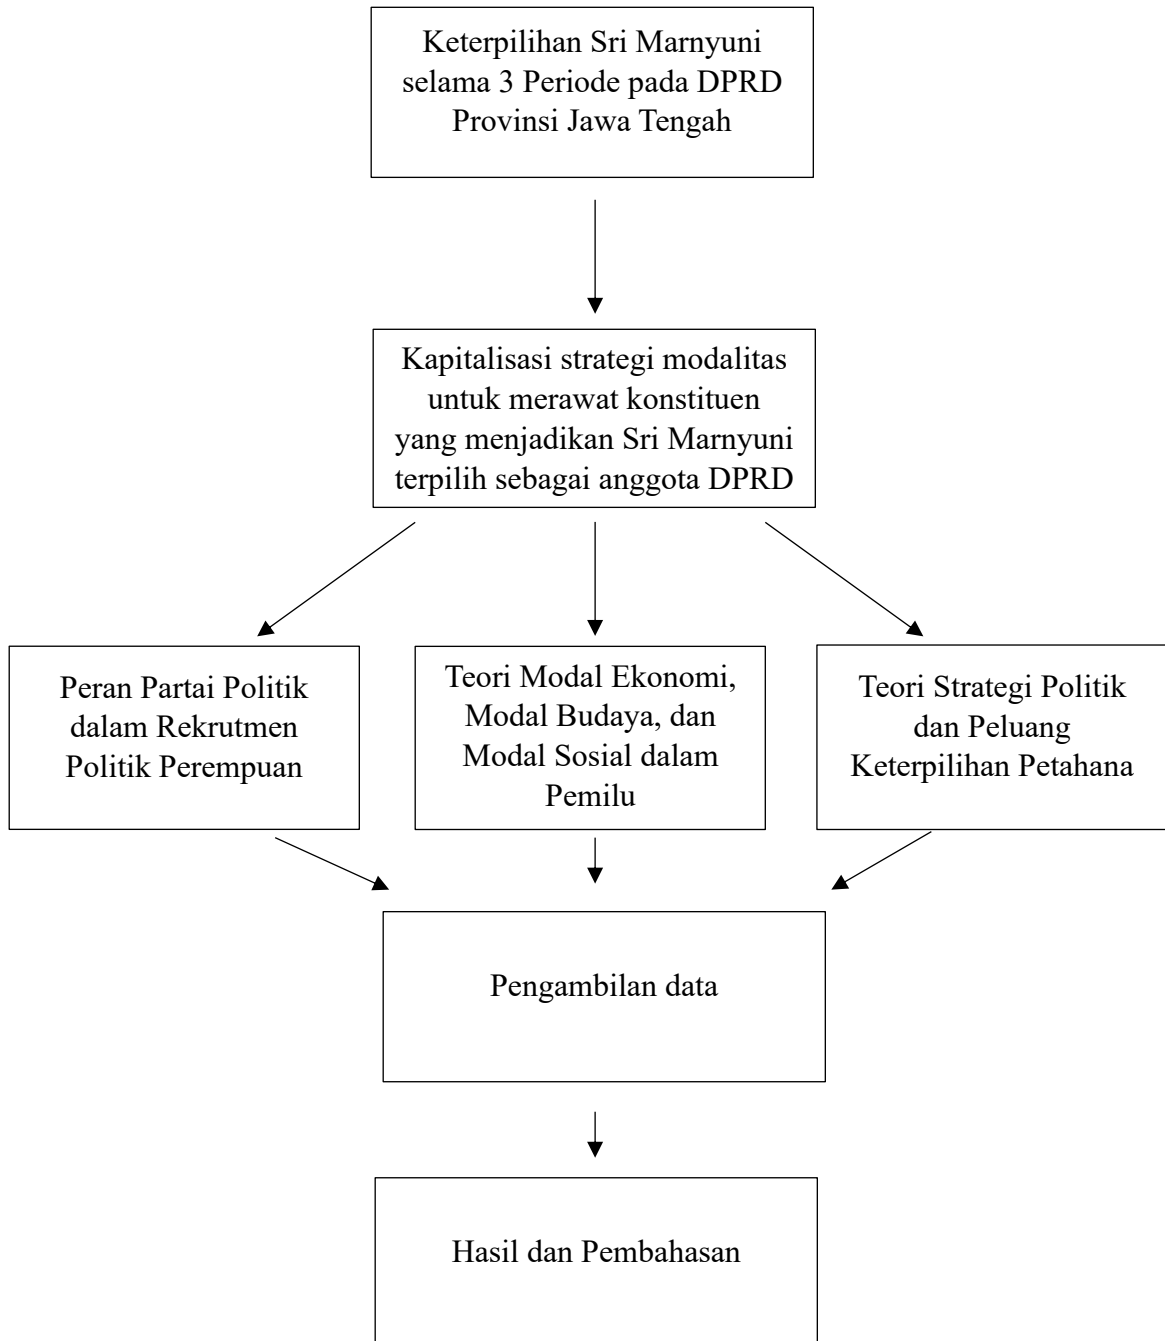 Keterpilihan Sri Marnyuni
selama 3 Periode pada DPRD
Provinsi Jawa Tengah
Kapitalisasi strategi modalitas
untuk merawat konstituen
yang menjadikan Sri Marnyuni
terpilih sebagai anggota DPRD
Peran Partai Politik
dalam Rekrutmen
Politik Perempuan
Teori Modal Ekonomi,
Modal Budaya, dan
Modal Sosial dalam
Pemilu
Teori Strategi Politik
dan Peluang
Keterpilihan Petahana
Pengambilan data
Hasil dan Pembahasan